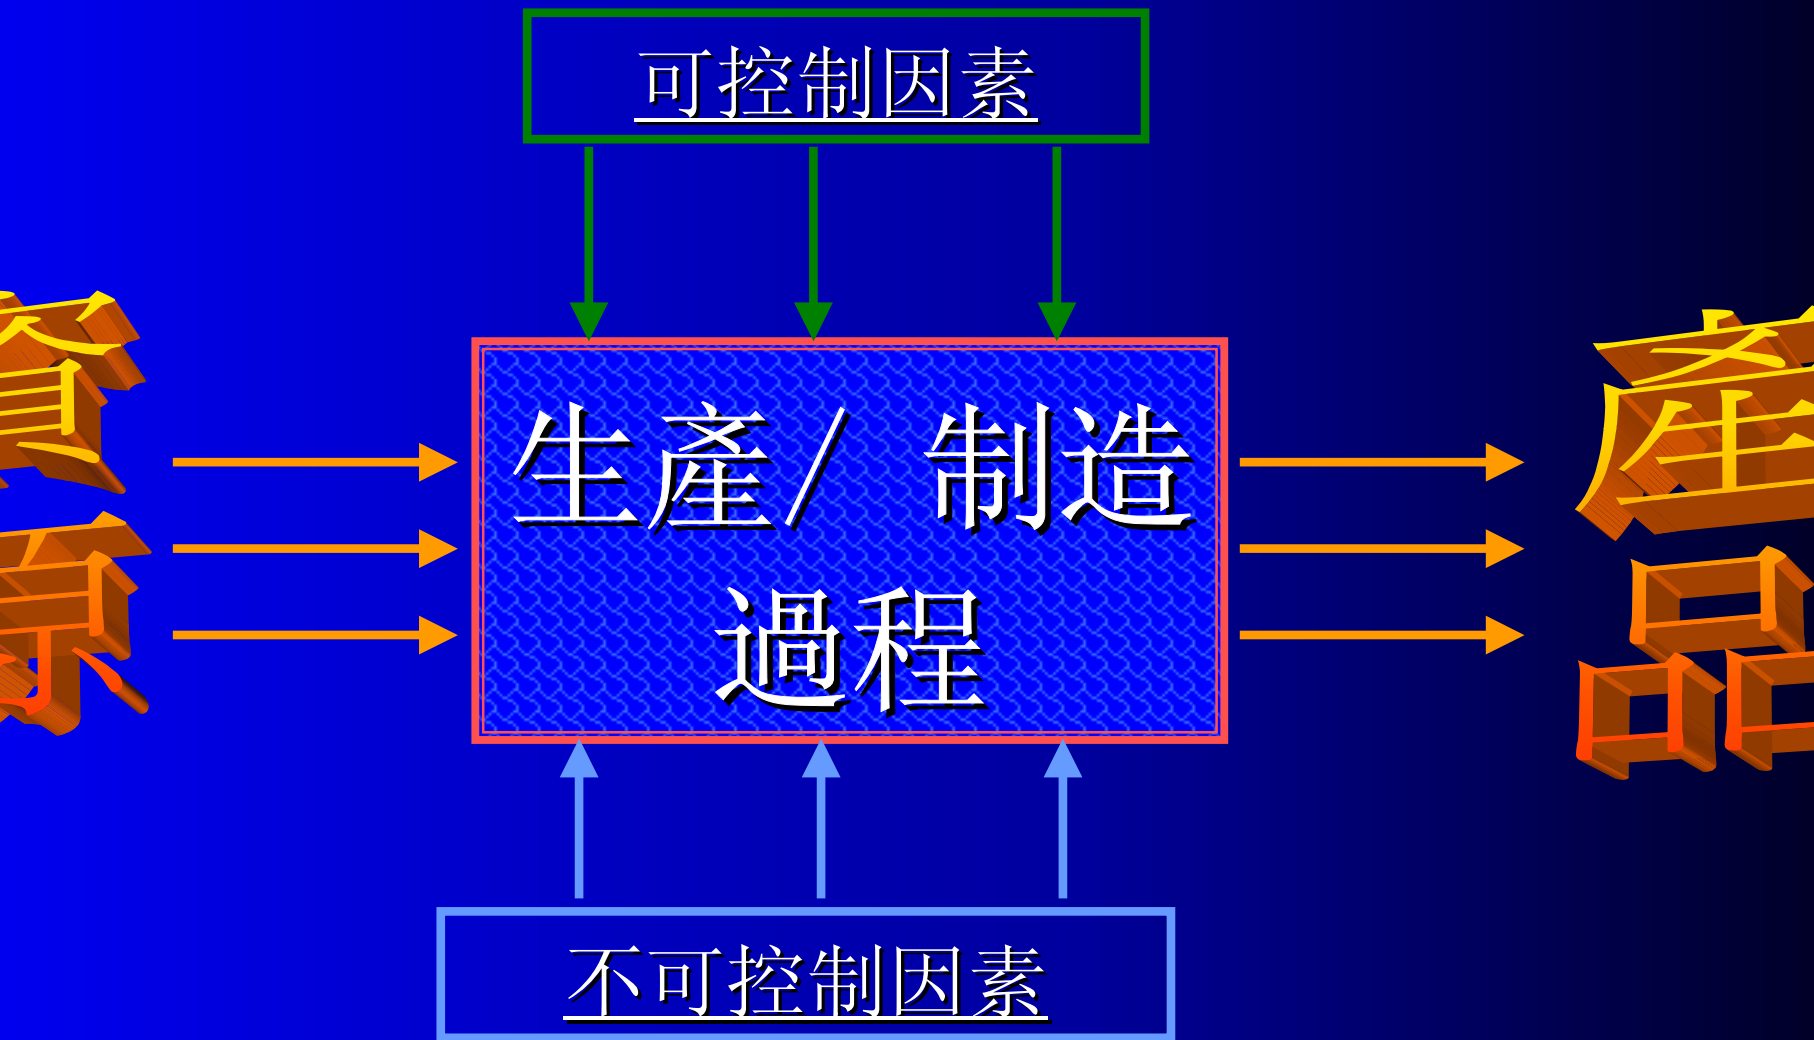 可控制因素
資
源
生產/ 制造
過程
產
品
不可控制因素